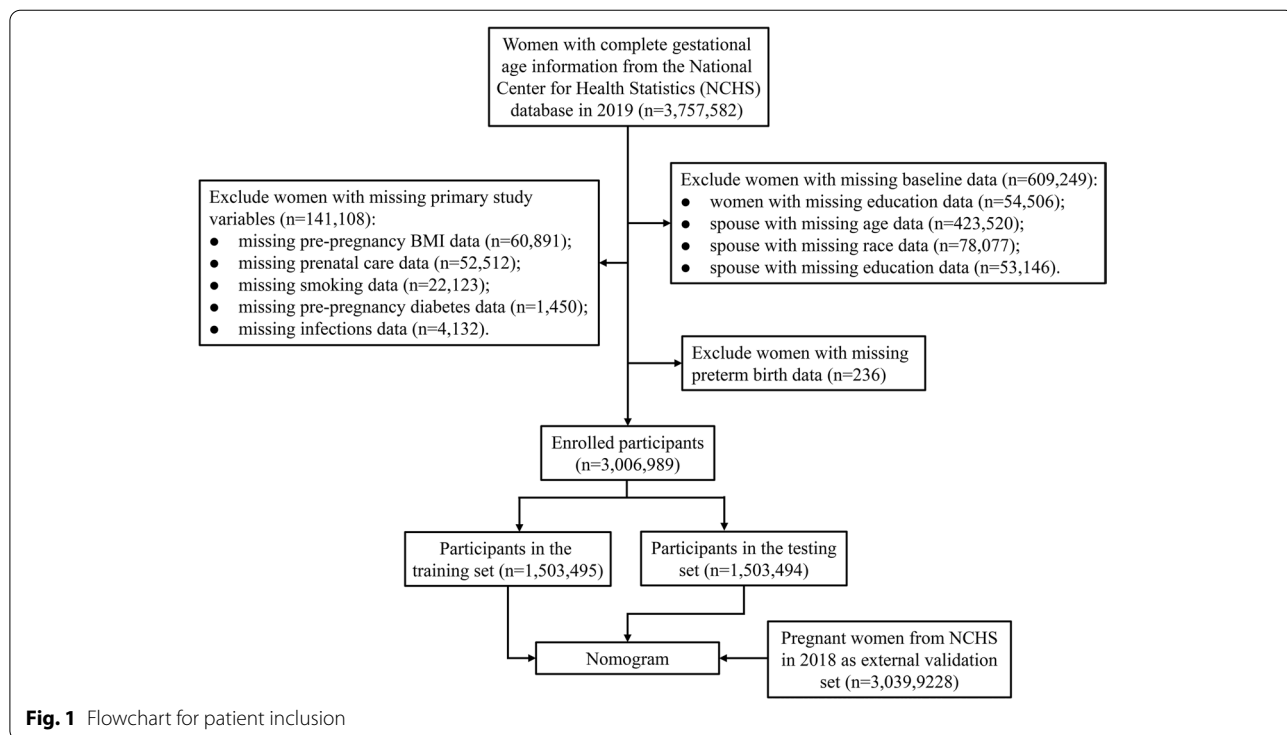 Women with complete gestational
age information from the National
Center for Health Statistics (NCHS)
database in 2019 (n=3,757,582)
Exclude women with missing primary study
variables (n=141,108):
● missing pre-pregnancy BMI data (n=60,891);
● missing prenatal care data (n=52,512);
● missing smoking data (n=22,123);
● missing pre-pregnancy diabetes data (n=1,450);
● missing infections data (n=4,132).
Exclude women with missing baseline data (n=609,249):
● women with missing education data (n=54,506);
● spouse with missing age data (n=423,520);
● spouse with missing race data (n=78,077);
● spouse with missing education data (n=53,146).
Exclude women with missing
preterm birth data (n=236)
Enrolled participants
(n=3,006,989)
Participants in the
training set (n=1,503,495)
Participants in the testing
set (n=1,503,494)
Nomogram
Pregnant women from NCHS
in 2018 as external validation
set (n=3,039,9228)
Fig. 1 Flowchart for patient inclusion